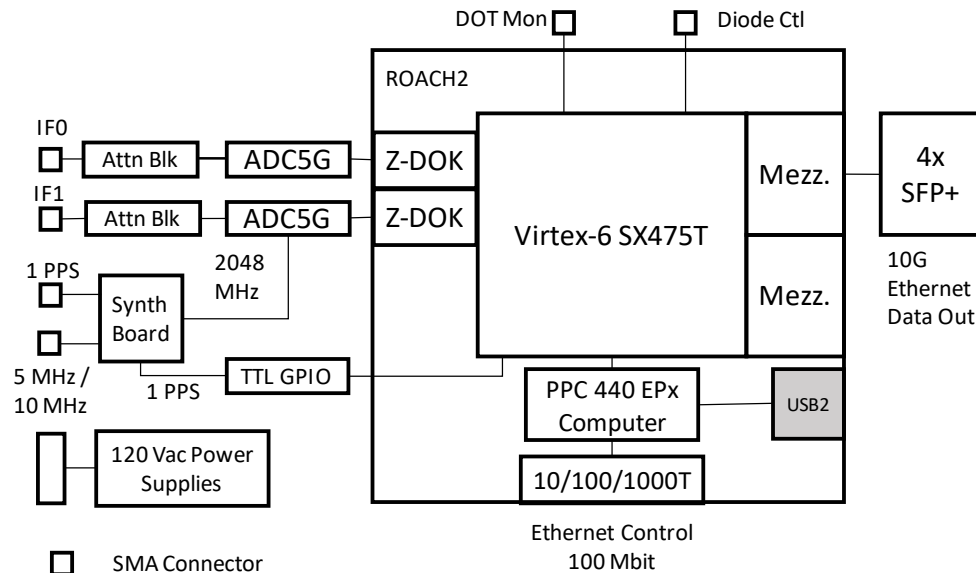 DOT Mon
Diode Ctl
ROACH2
IF0
Attn Blk
ADC5G
Z-DOK
IF1
Attn Blk
ADC5G
Z-DOK
Virtex-6 SX475T
Mezz.
Mezz.
4x
SFP+
10G
Ethernet
Data Out
1 PPS
Synth
Board
2048
MHz
5 MHz /
10 MHz
1 PPS
TTL GPIO
PPC 440 EPx
Computer
USB2
120 Vac Power
Supplies
10/100/1000T
Ethernet Control
100 Mbit
SMA Connector